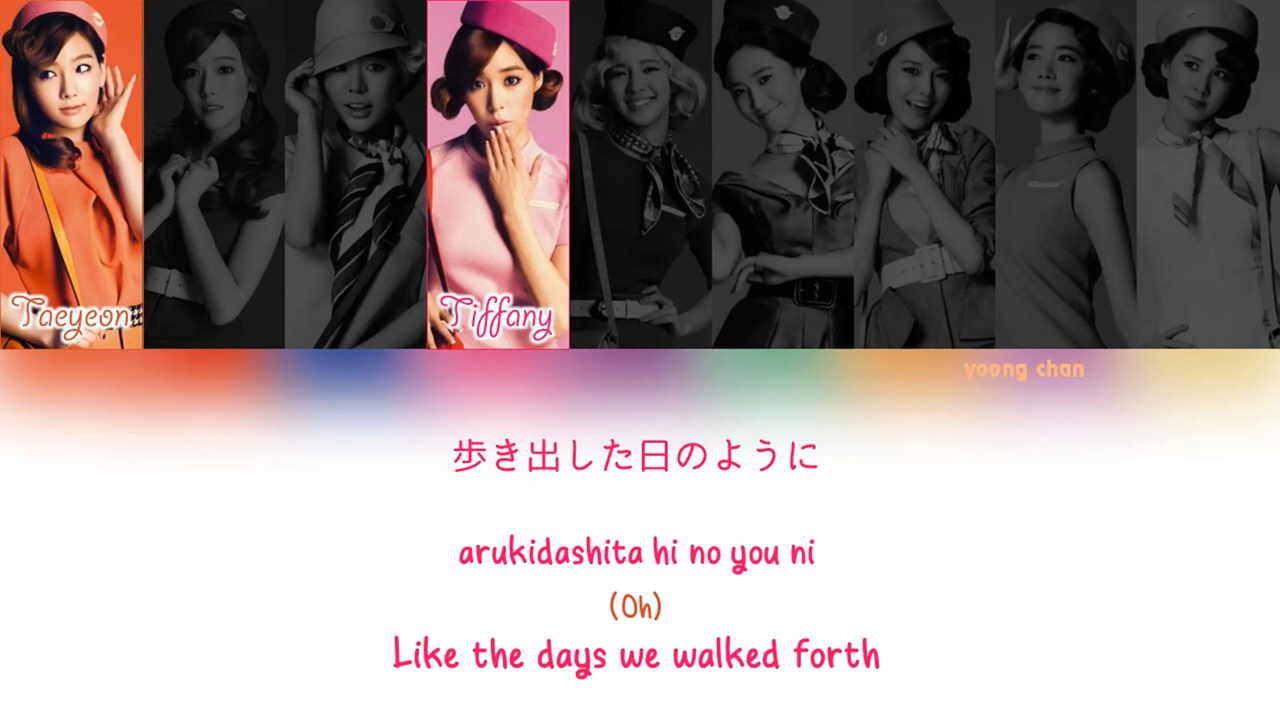 Taeyeon
Tiffany
yoong chan
歩き出した日のように
arukidashita hi no you ni
(Oh)
Like the days we walked forth